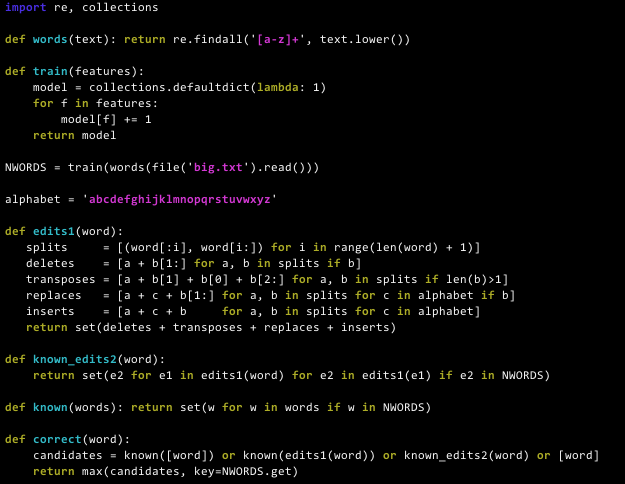 import re, collections

def words(text): return re.findall('[a-z]+', text.lower())

def train(features):
    model = collections.defaultdict(lambda: 1)
    for f in features:
        model[f] += 1
    return model

NWORDS = train(words(file('big.txt').read()))

alphabet = 'abcdefghijklmnopqrstuvwxyz'

def edits1(word):
   splits     = [(word[:i], word[i:]) for i in range(len(word) + 1)]
   deletes    = [a + b[1:] for a, b in splits if b]
   transposes = [a + b[1] + b[0] + b[2:] for a, b in splits if len(b)>1]
   replaces   = [a + c + b[1:] for a, b in splits for c in alphabet if b]
   inserts    = [a + c + b     for a, b in splits for c in alphabet]
   return set(deletes + transposes + replaces + inserts)

def known_edits2(word):
    return set(e2 for e1 in edits1(word) for e2 in edits1(e1) if e2 in NWORDS)

def known(words): return set(w for w in words if w in NWORDS)

def correct(word):
    candidates = known([word]) or known(edits1(word)) or known_edits2(word) or [word]
    return max(candidates, key=NWORDS.get)